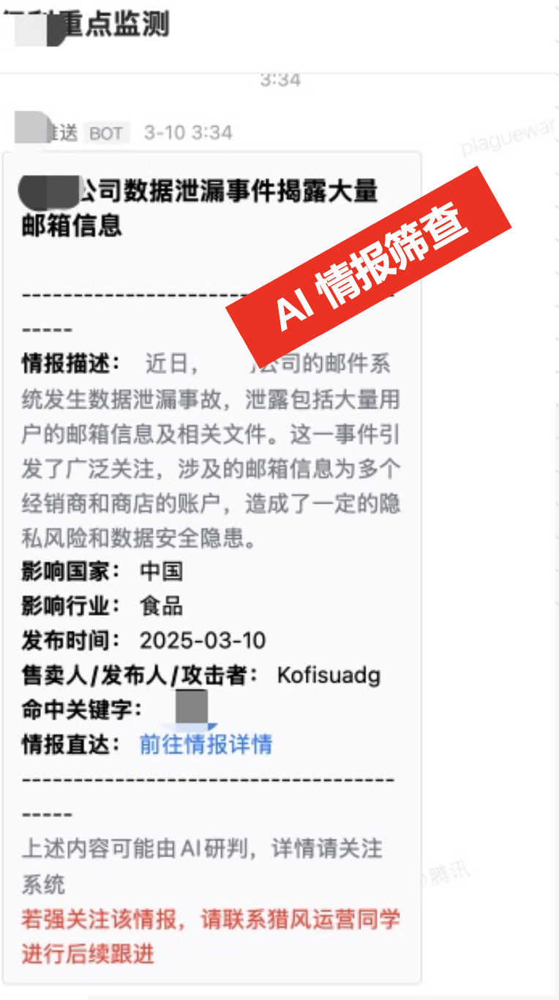 重点监测
3:34
推送 BOT 3-10 3:34
plaguewar
公司数据泄漏事件揭露大量
邮箱信息
AI 情报筛查
------------------------------------
-----
情报描述： 近日， 公司的邮件系
统发生数据泄漏事故，泄露包括大量用
户的邮箱信息及相关文件。这一事件引
发了广泛关注，涉及的邮箱信息为多个
经销商和商店的账户，造成了一定的隐
私风险和数据安全隐患。
影响国家： 中国
影响行业： 食品
发布时间： 2025-03-10
售卖人/发布人/攻击者： Kofisuadg
命中关键字：
情报直达： 前往情报详情
------------------------------------
-----
上述内容可能由AI研判，详情请关注
腾讯
系统
若强关注该情报，请联系猎风运营同学
进行后续跟进